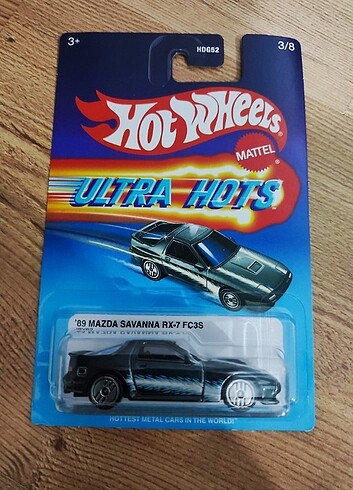 3+
HDG52
3/8
Hot Wheels
MATTEL
ULTRA HOTS
'89 MAZDA SAVANNA RX-7 FC3S
HOTTEST METAL CARS IN THE WORLD!